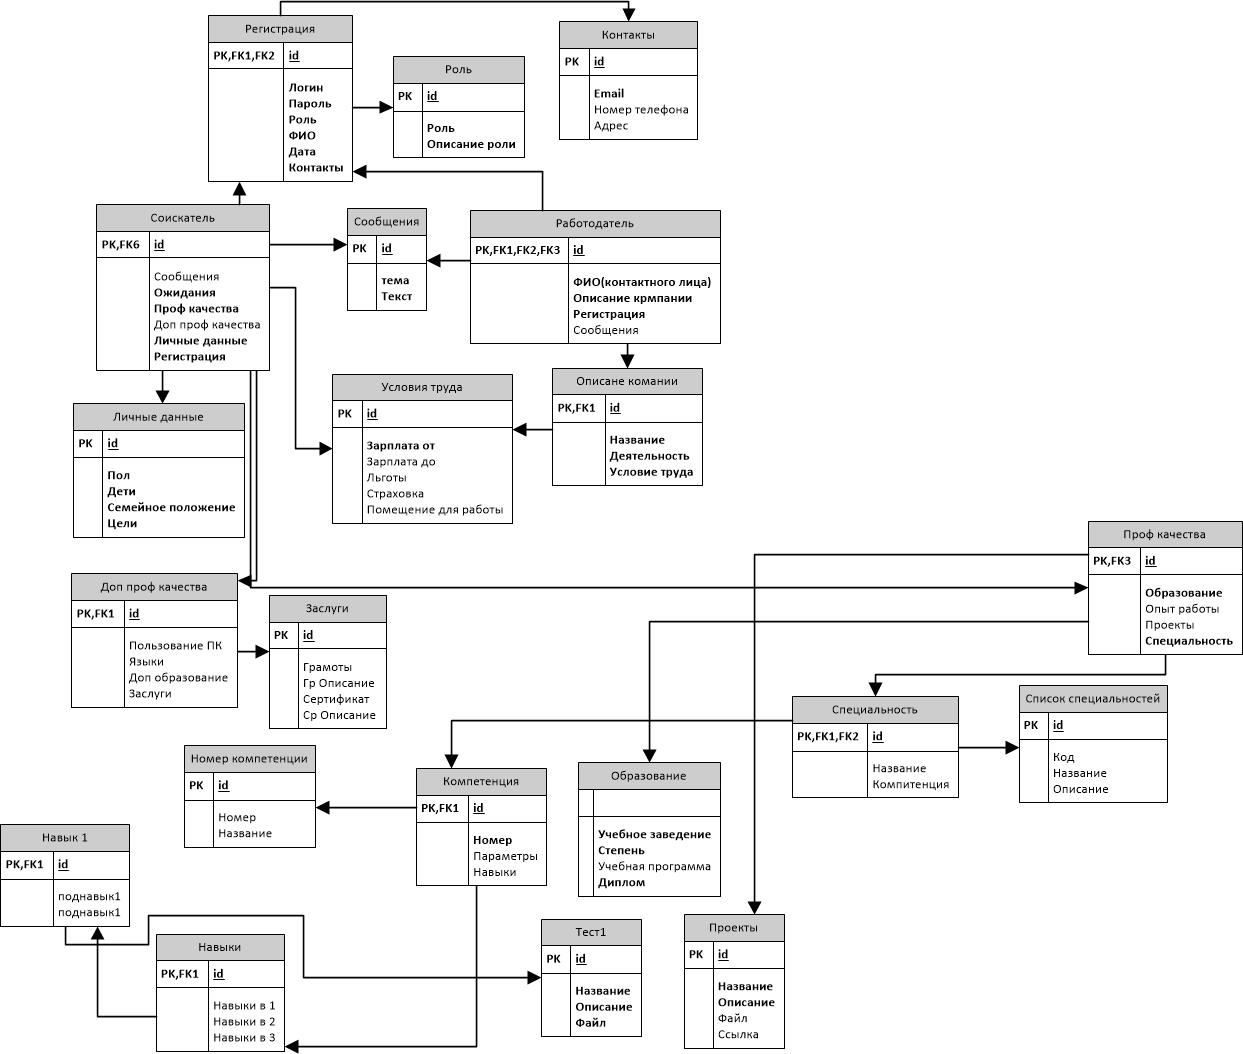 Регистрация
PK,FK1,FK2 id
Логин
Пароль
Роль
ФИО
Дата
Контакты
Роль
PK id
Роль
Описание роли
Контакты
PK id
Email
Номер телефона
Адрес
Соискатель
PK,FK6 id
Сообщения
Ожидания
Проф качества
Доп проф качества
Личные данные
Регистрация
Сообщения
PK id
тема
Текст
Работодатель
PK,FK1,FK2,FK3 id
ФИО(контактного лица)
Описание крмпании
Регистрация
Сообщения
Личные данные
PK id
Пол
Дети
Семейное положение
Цели
Условия труда
PK id
Зарплата от
Зарплата до
Льготы
Страховка
Помещение для работы
Описане комании
PK,FK1 id
Название
Деятельность
Условие труда
Проф качества
PK,FK3 id
Образование
Опыт работы
Проекты
Специальность
Доп проф качества
PK,FK1 id
Пользование ПК
Языки
Доп образование
Заслуги
Заслуги
PK id
Грамоты
Гр Описание
Сертификат
Ср Описание
Специальность
PK,FK1,FK2 id
Название
Компитенция
Список специальностей
PK id
Код
Название
Описание
Номер компетенции
PK id
Номер
Название
Компетенция
PK,FK1 id
Номер
Параметры
Навыки
Образование
Учебное заведение
Степень
Учебная программа
Диплом
Навык 1
PK,FK1 id
поднавык1
поднавык1
Навыки
PK,FK1 id
Навыки в 1
Навыки в 2
Навыки в 3
Тест1
PK id
Название
Описание
Файл
Проекты
PK id
Название
Описание
Файл
Ссылка